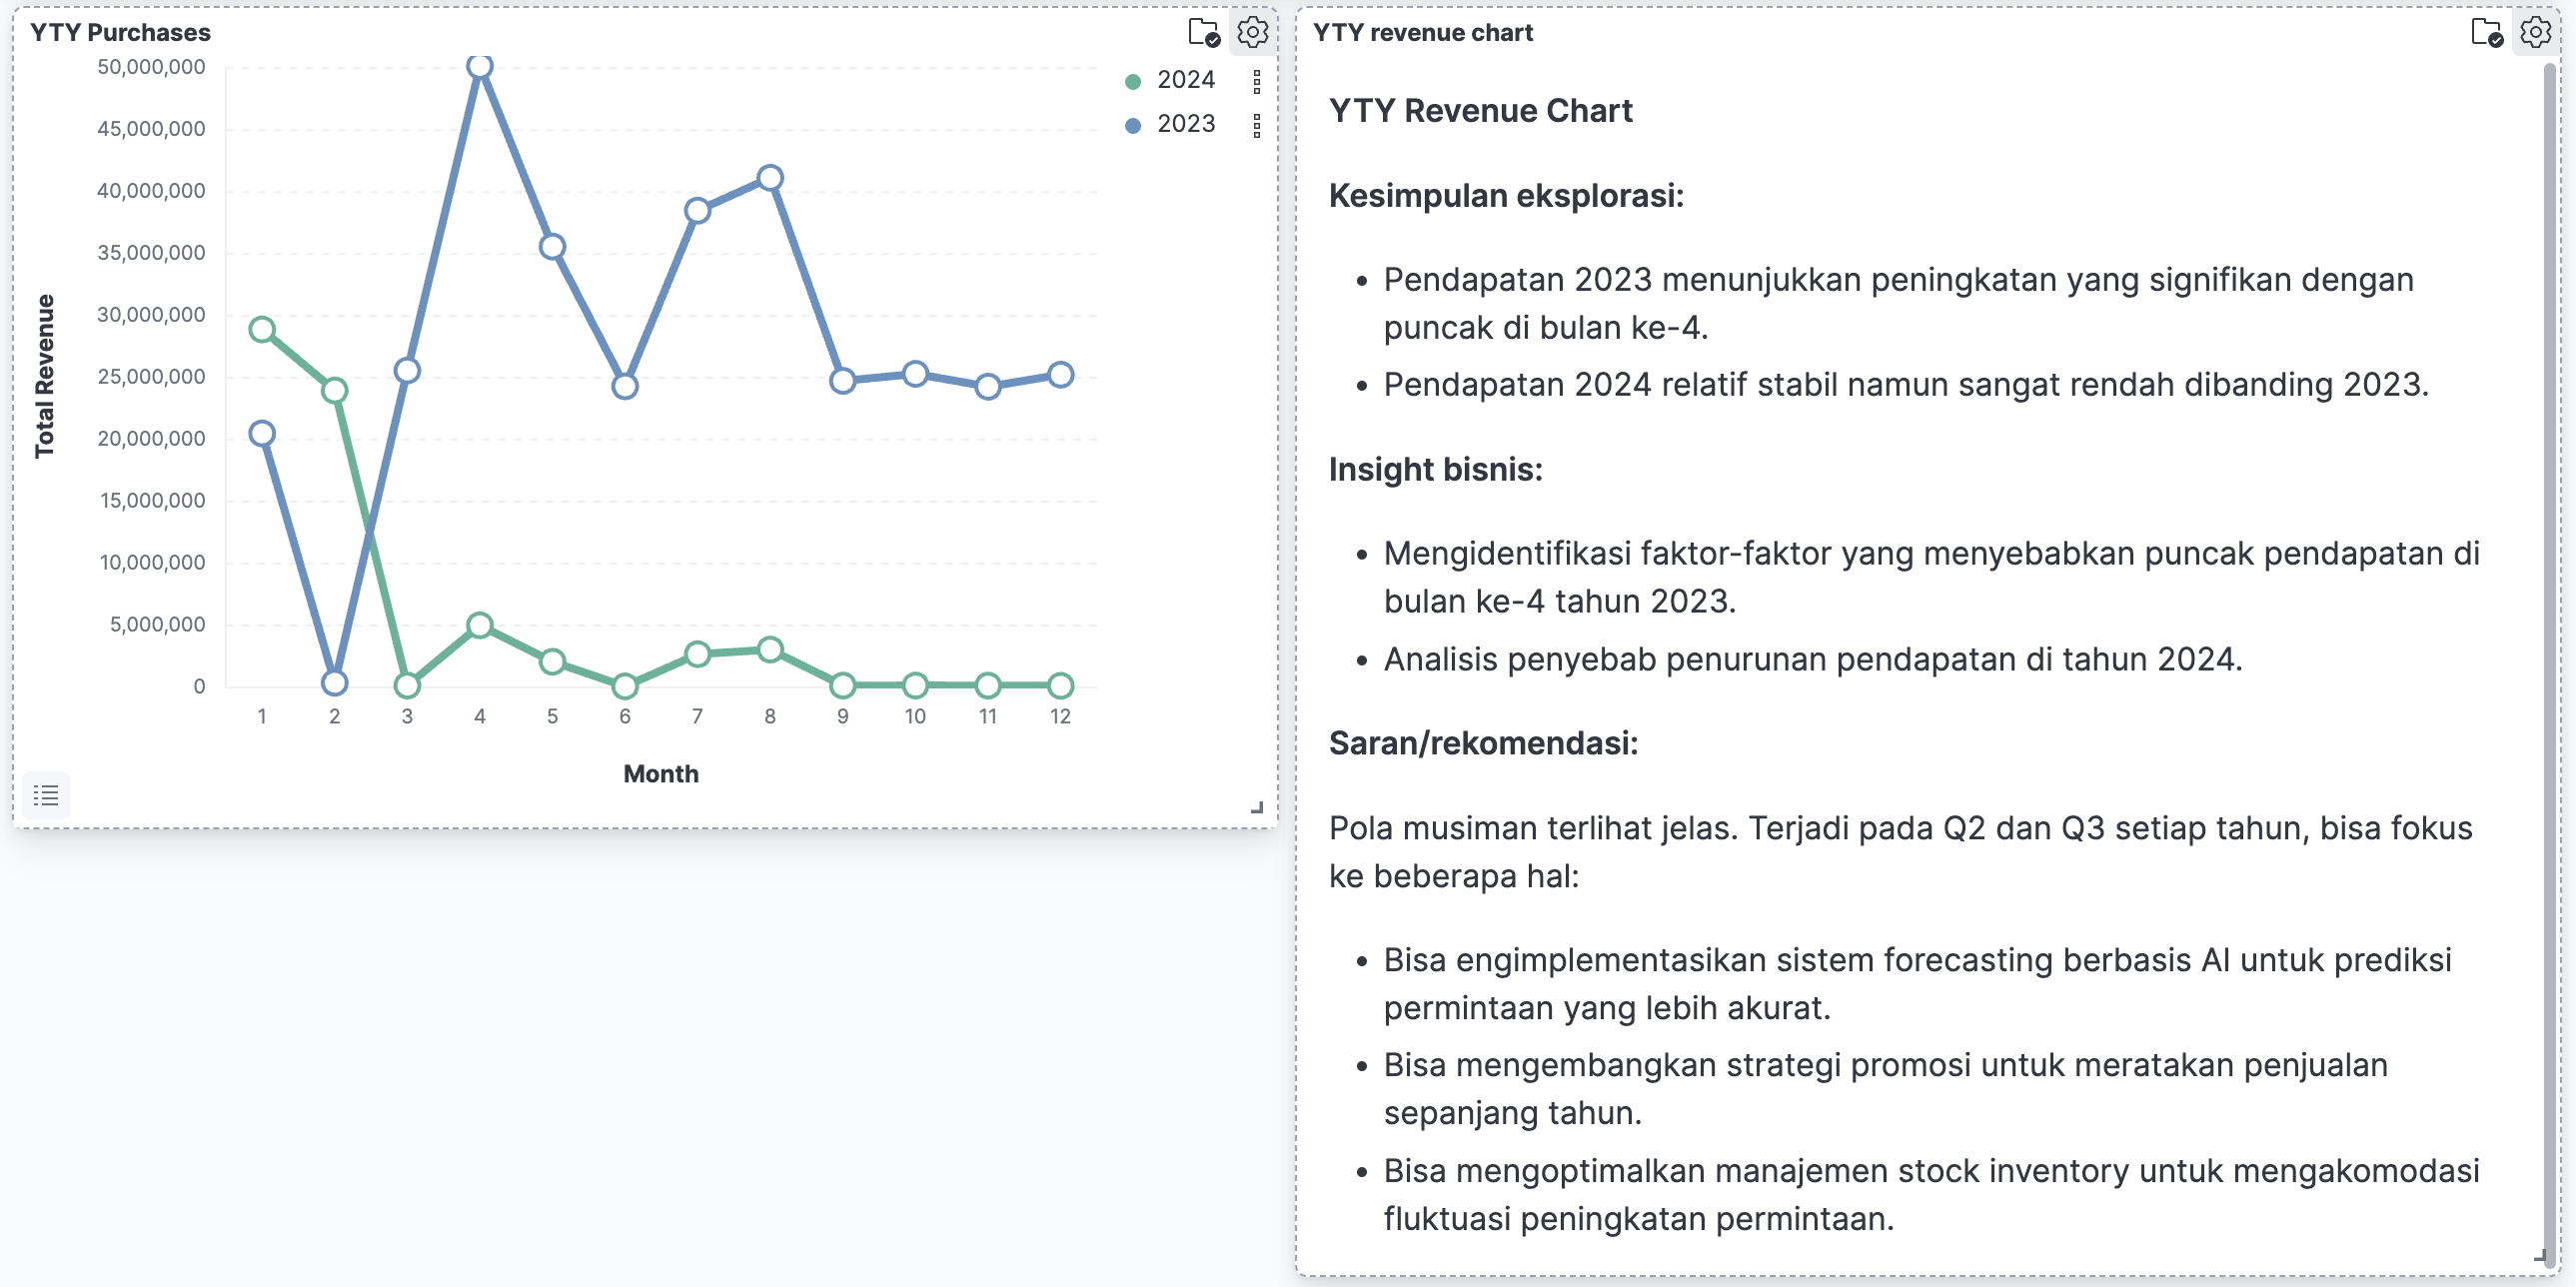 YTY Purchases
50,000,000
45,000,000
40,000,000
35,000,000
30,000,000
25,000,000
20,000,000
15,000,000
10,000,000
5,000,000
0
Total Revenue
1 2 3 4 5 6 7 8 9 10 11 12
Month
2024
2023
YTY revenue chart
YTY Revenue Chart
Kesimpulan eksplorasi:
• Pendapatan 2023 menunjukkan peningkatan yang signifikan dengan
puncak di bulan ke-4.
• Pendapatan 2024 relatif stabil namun sangat rendah dibanding 2023.
Insight bisnis:
• Mengidentifikasi faktor-faktor yang menyebabkan puncak pendapatan di
bulan ke-4 tahun 2023.
• Analisis penyebab penurunan pendapatan di tahun 2024.
Saran/rekomendasi:
Pola musiman terlihat jelas. Terjadi pada Q2 dan Q3 setiap tahun, bisa fokus
ke beberapa hal:
• Bisa engimplementasikan sistem forecasting berbasis AI untuk prediksi
permintaan yang lebih akurat.
• Bisa mengembangkan strategi promosi untuk meratakan penjualan
sepanjang tahun.
• Bisa mengoptimalkan manajemen stock inventory untuk mengakomodasi
fluktuasi peningkatan permintaan.